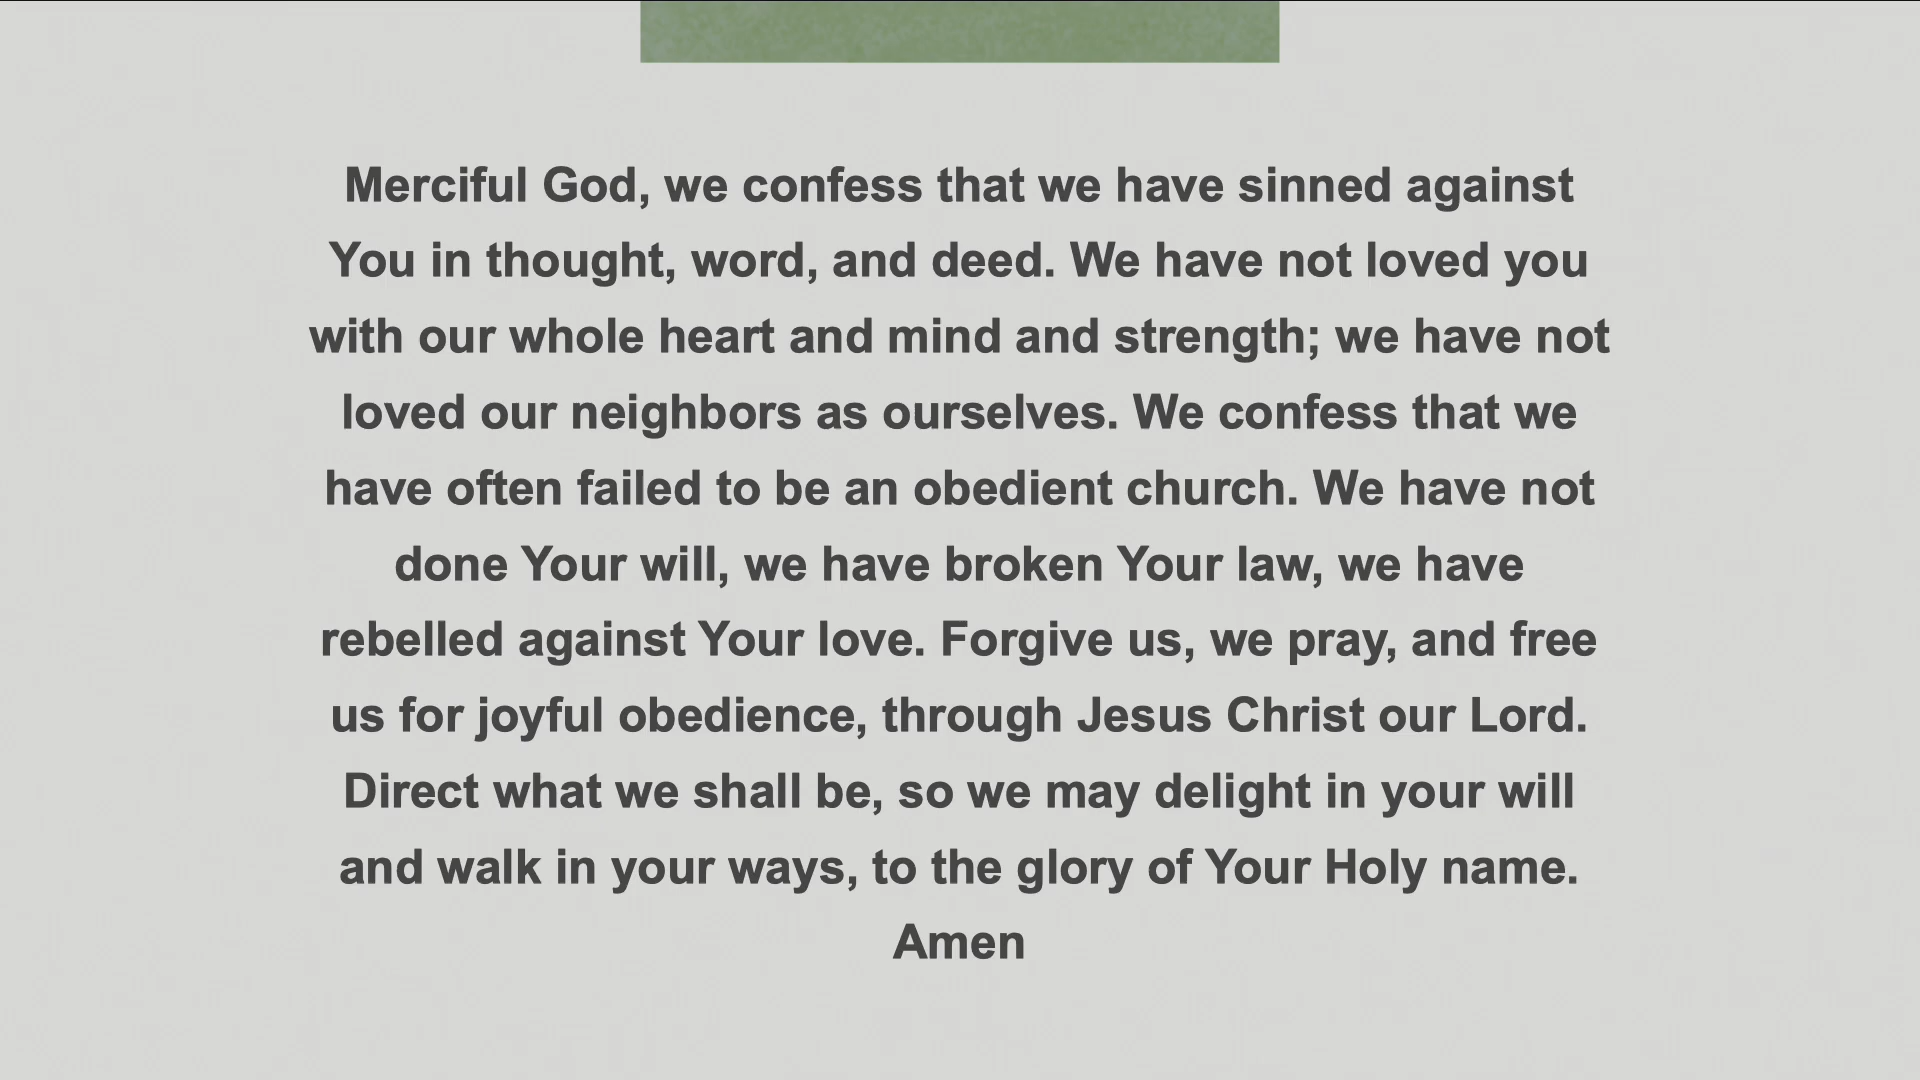 Merciful God, we confess that we have sinned against
You in thought, word, and deed. We have not loved you
with our whole heart and mind and strength; we have not
loved our neighbors as ourselves. We confess that we
have often failed to be an obedient church. We have not
done Your will, we have broken Your law, we have
rebelled against Your love. Forgive us, we pray, and free
us for joyful obedience, through Jesus Christ our Lord.
Direct what we shall be, so we may delight in your will
and walk in your ways, to the glory of Your Holy name.
Amen